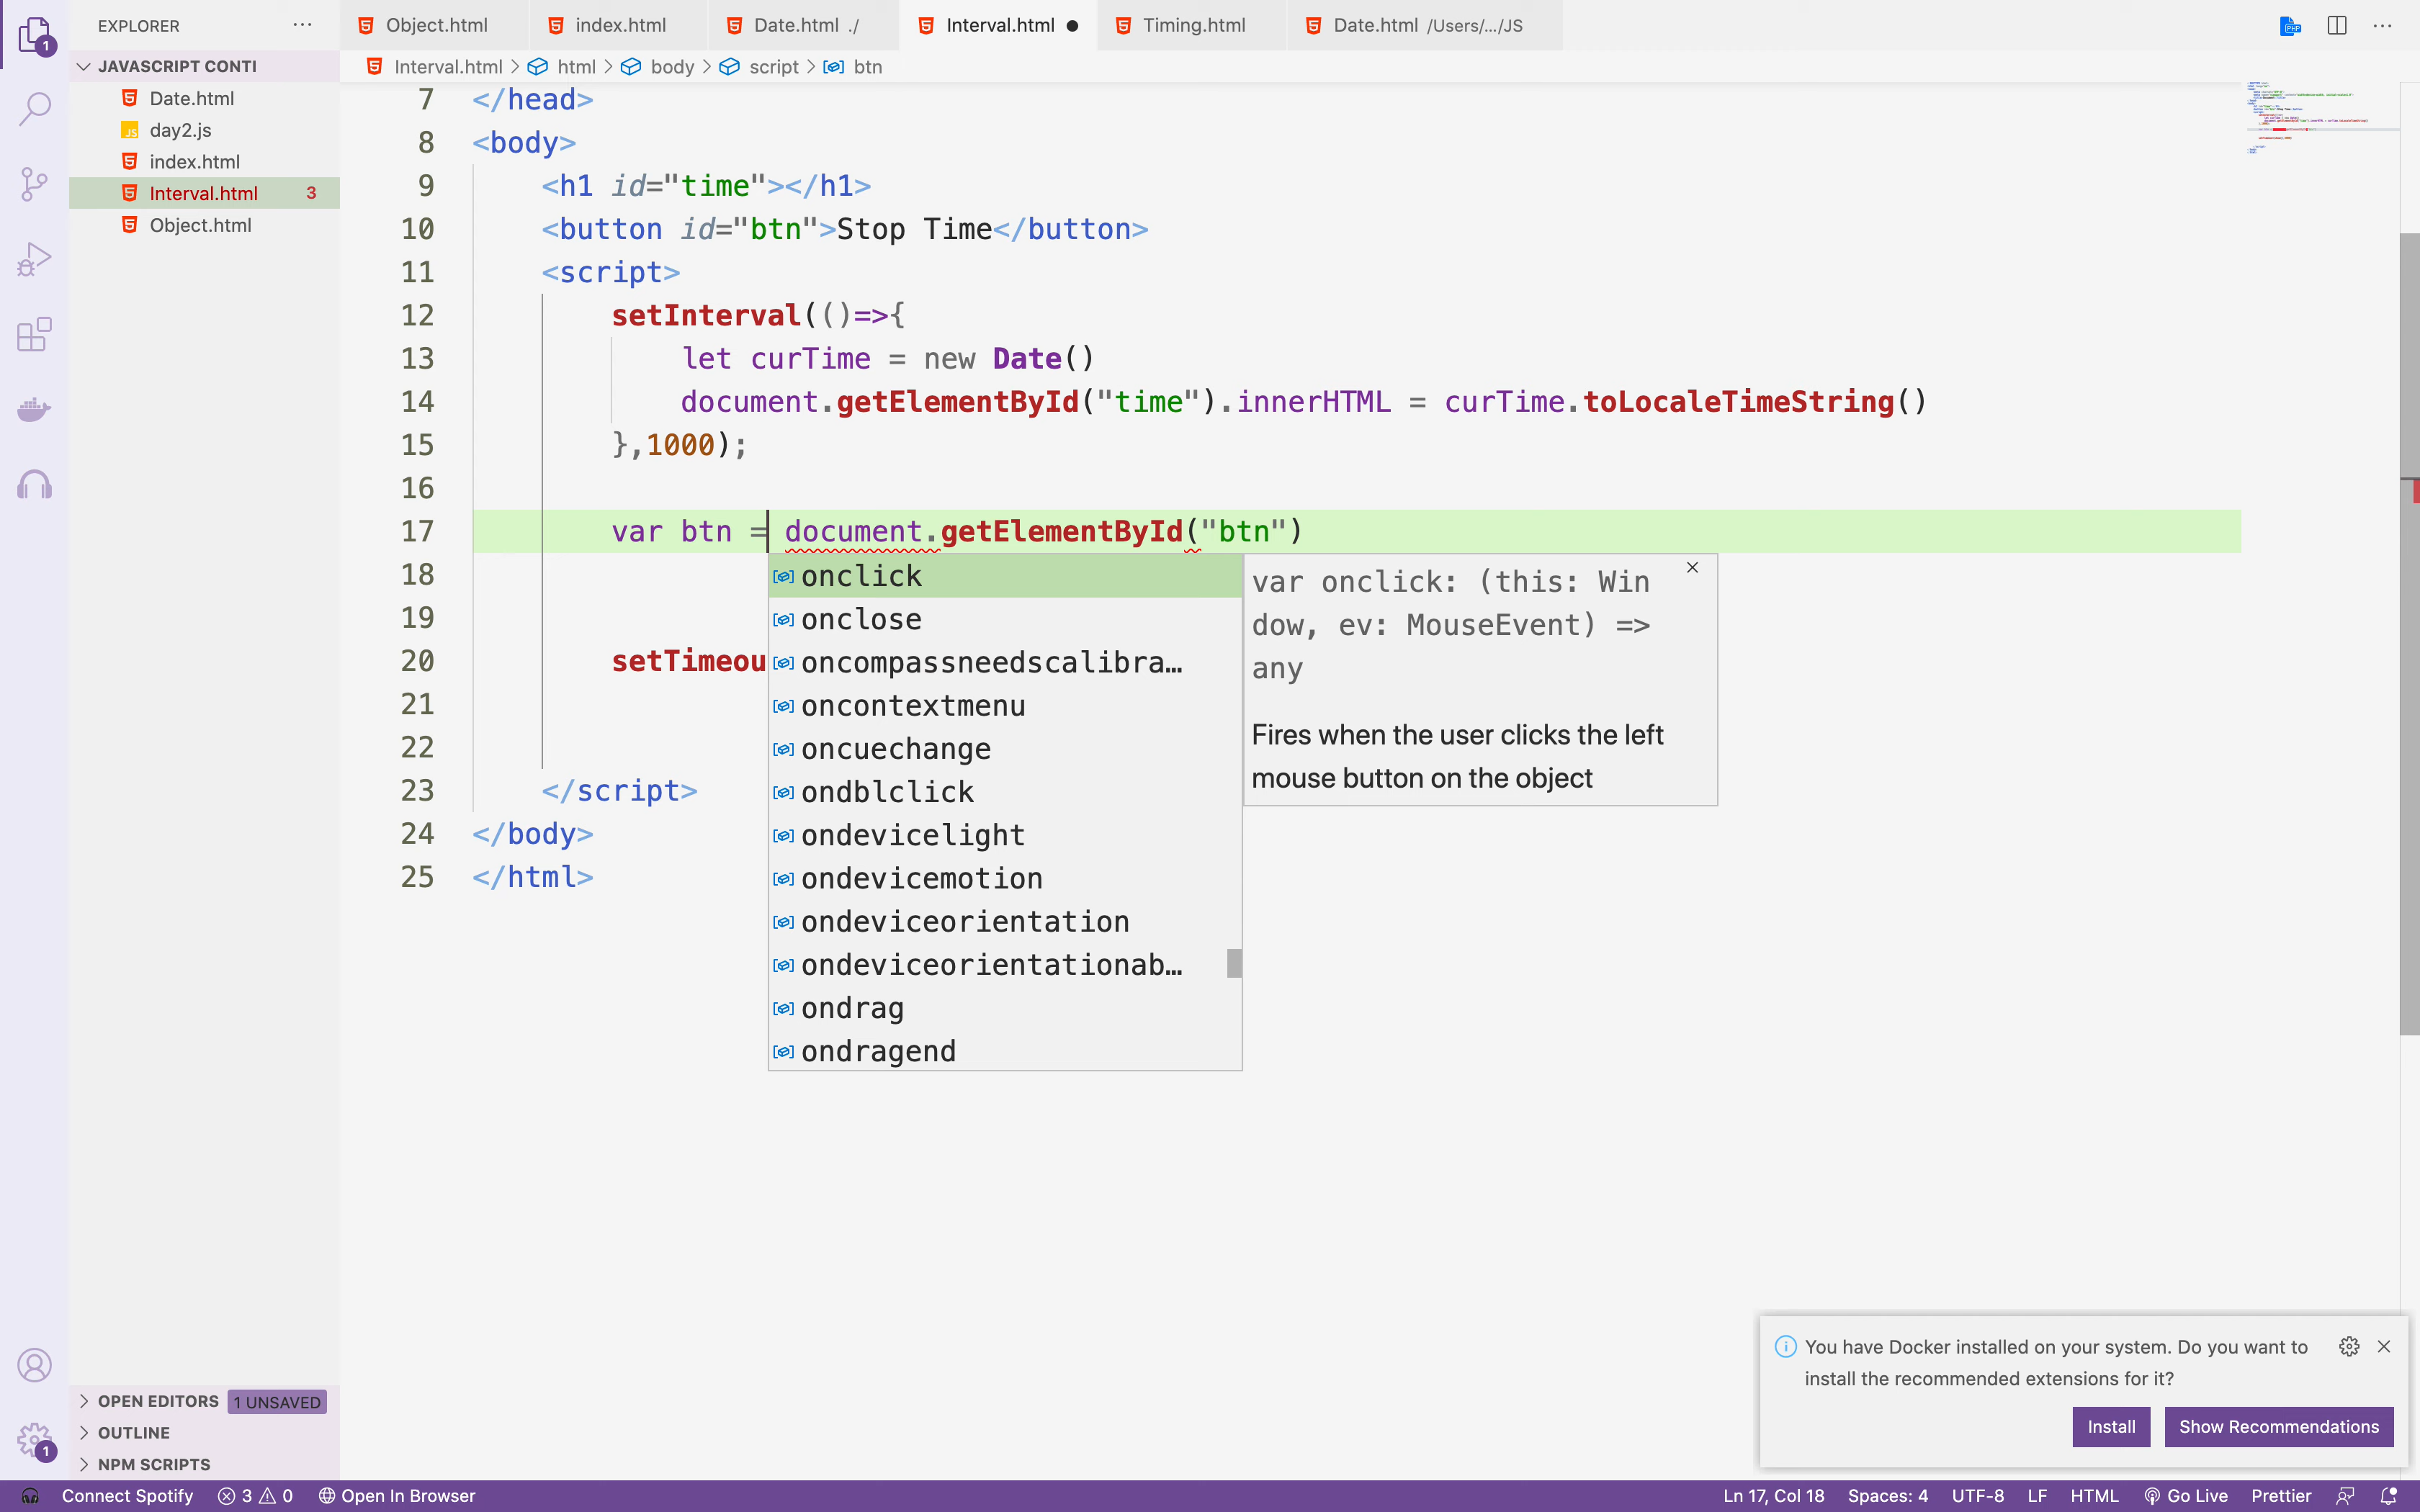 EXPLORER
Object.html
index.html
Date.html ./
Interval.html
Timing.html
Date.html /Users/.../JS
JAVASCRIPT CONTI
Interval.html > html > body > script > btn
Date.html
day2.js
index.html
Interval.html 3
Object.html
7 </head>
8 <body>
9 <h1 id="time"></h1>
10 <button id="btn">Stop Time</button>
11 <script>
12 setInterval(()=>{
13 let curTime = new Date()
14 document.getElementById("time").innerHTML = curTime.toLocaleTimeString()
15 },1000);
16
17 var btn = document.getElementById("btn")
18
19
20 setTimeou
21
22
23 </script>
24 </body>
25 </html>
onclick
onclose
oncompassneedscalibra...
oncontextmenu
oncuechange
ondblclick
ondevicelight
ondevicemotion
ondeviceorientation
ondeviceorientationab...
ondrag
ondragend
var onclick: (this: Win
dow, ev: MouseEvent) =>
any
Fires when the user clicks the left
mouse button on the object
You have Docker installed on your system. Do you want to
install the recommended extensions for it?
Install
Show Recommendations
OPEN EDITORS 1 UNSAVED
OUTLINE
NPM SCRIPTS
1
1
Connect Spotify 3 0 Open In Browser
Ln 17, Col 18 Spaces: 4 UTF-8 LF HTML Go Live Prettier